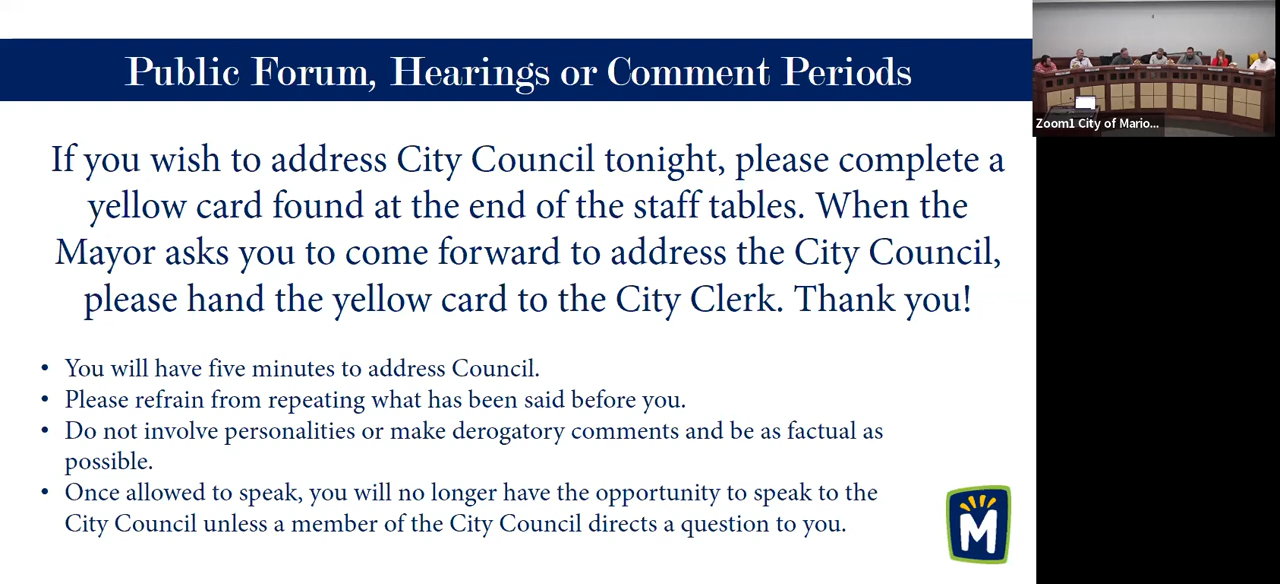 Public Forum, Hearings or Comment Periods
If you wish to address City Council tonight, please complete a
yellow card found at the end of the staff tables. When the
Mayor asks you to come forward to address the City Council,
please hand the yellow card to the City Clerk. Thank you!
• You will have five minutes to address Council.
• Please refrain from repeating what has been said before you.
• Do not involve personalities or make derogatory comments and be as factual as
possible.
• Once allowed to speak, you will no longer have the opportunity to speak to the
City Council unless a member of the City Council directs a question to you.
M
Zoom1 City of Mario...